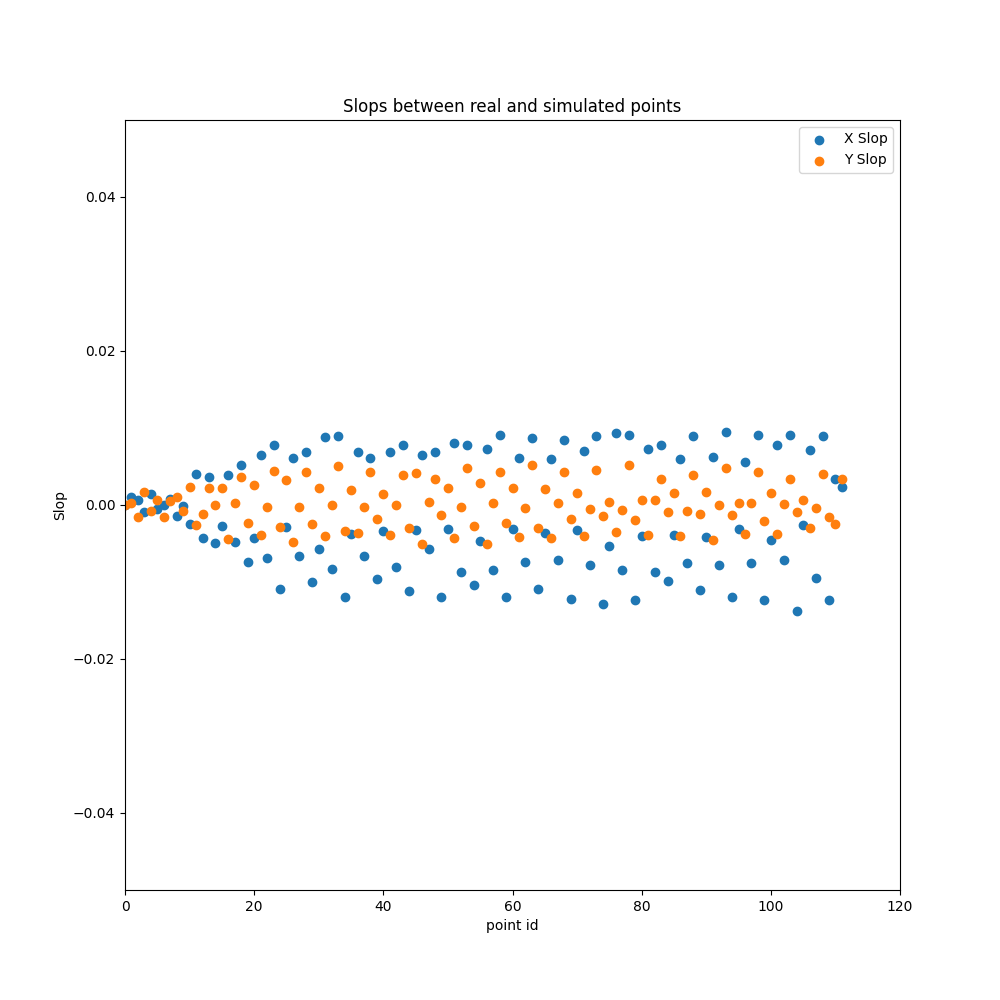 Slops between real and simulated points
X Slop
Y Slop
0.04
0.02
0.00
−0.02
−0.04
Slop
0 20 40 60 80 100 120
point id